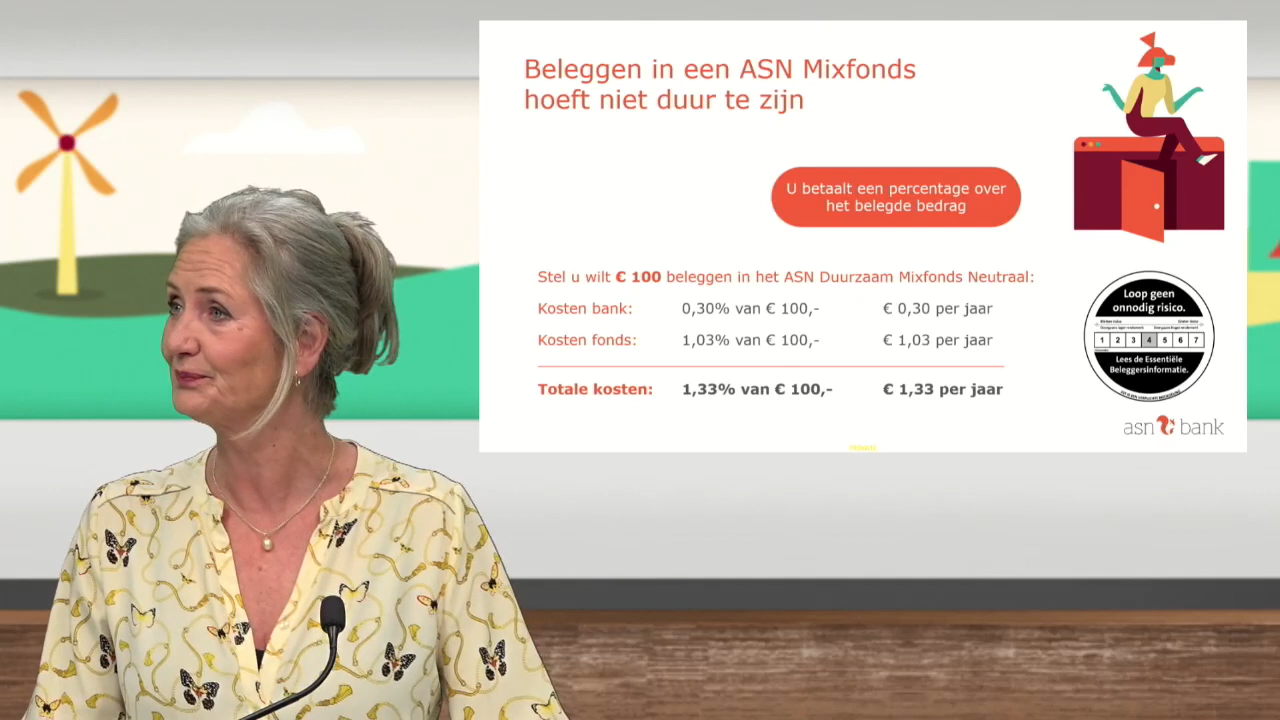 Beleggen in een ASN Mixfonds
hoeft niet duur te zijn
U betaalt een percentage over
het belegde bedrag
Stel u wilt € 100 beleggen in het ASN Duurzaam Mixfonds Neutraal:
Kosten bank: 0,30% van € 100,- € 0,30 per jaar
Kosten fonds: 1,03% van € 100,- € 1,03 per jaar
Totale kosten: 1,33% van € 100,- € 1,33 per jaar
Loop geen
onnodig risico.
1 2 3 4 5 6 7
Lees de Essentiële
Beleggersinformatie.
asn bank